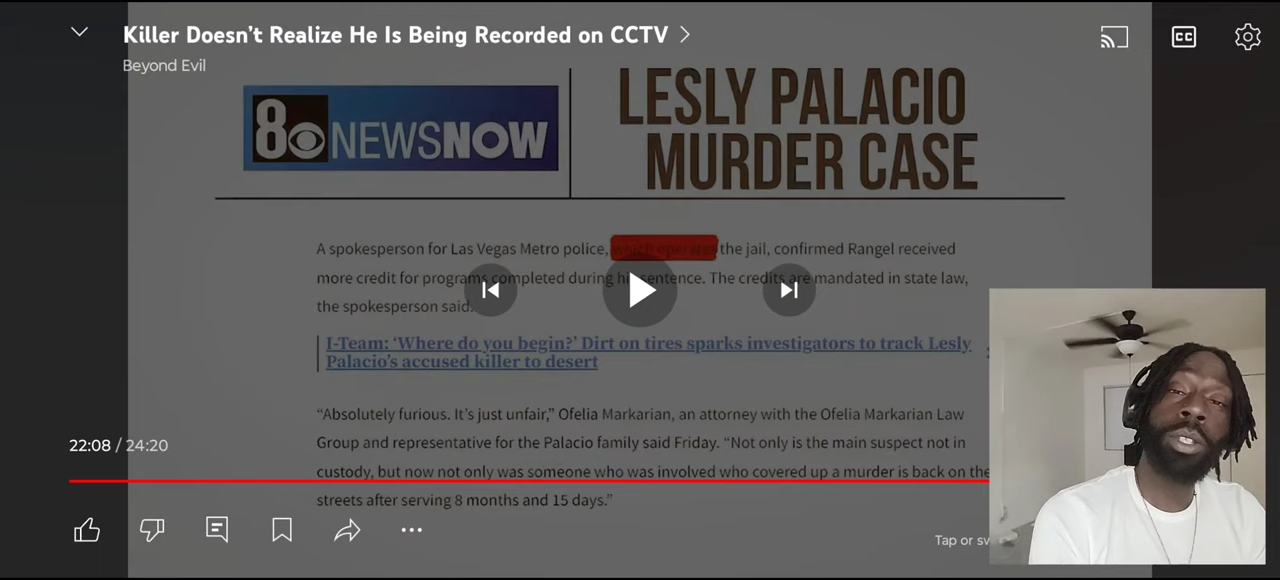 Killer Doesn’t Realize He Is Being Recorded on CCTV
Beyond Evil
CC
8 NEWSNOW
LESLY PALACIO
MURDER CASE
A spokesperson for Las Vegas Metro police, which operates the jail, confirmed Rangel received
more credit for programs completed during his sentence. The credits are mandated in state law,
the spokesperson said.
I-Team: ‘Where do you begin?’ Dirt on tires sparks investigators to track Lesly
Palacio’s accused killer to desert
“Absolutely furious. It’s just unfair,” Ofelia Markarian, an attorney with the Ofelia Markarian Law
Group and representative for the Palacio family said Friday. “Not only is the main suspect not in
custody, but now not only was someone who was involved who covered up a murder is back on the
streets after serving 8 months and 15 days.”
22:08 / 24:20
Tap or